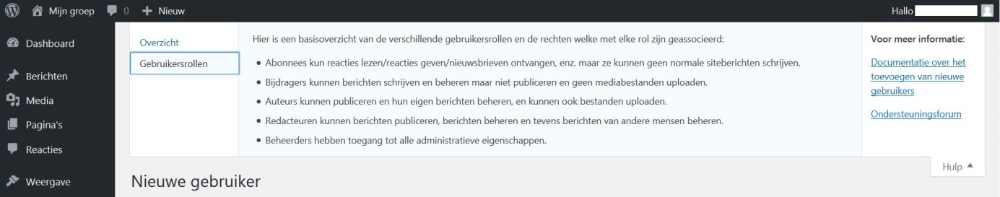 Mijn groep 0 Nieuw Hallo
Dashboard
Berichten
Media
Pagina's
Reacties
Weergave
Overzicht
Gebruikersrollen
Hier is een basisoverzicht van de verschillende gebruikersrollen en de rechten welke met elke rol zijn geassocieerd:
• Abonnees kun reacties lezen/reacties geven/nieuwsbrieven ontvangen, enz. maar ze kunnen geen normale siteberichten schrijven.
• Bijdragers kunnen berichten schrijven en beheren maar niet publiceren en geen mediabestanden uploaden.
• Auteurs kunnen publiceren en hun eigen berichten beheren, en kunnen ook bestanden uploaden.
• Redacteuren kunnen berichten publiceren, berichten beheren en tevens berichten van andere mensen beheren.
• Beheerders hebben toegang tot alle administratieve eigenschappen.
Voor meer informatie:
Documentatie over het
toevoegen van nieuwe
gebruikers
Ondersteuningsforum
Hulp
Nieuwe gebruiker